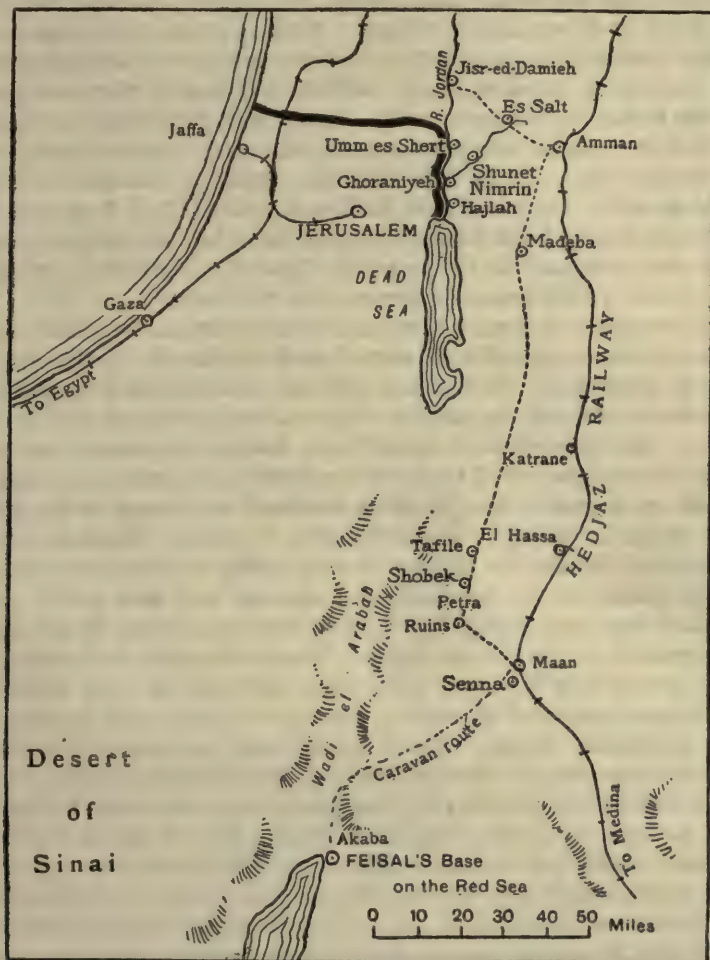 Jisr-ed-Damieh
R. Jordan
Es Salt
Jaffa
Umm es Shert
Amman
Shunet
Nimrin
Ghoraniyeh
Hajlah
JERUSALEM
Madeba
DEAD
SEA
Gaza
To Egypt
HEDJAZ RAILWAY
Katrane
El Hassa
Tafile
Shobek
Petra
Ruins
Wadi el Arabah
Maan
Senna
Caravan route
Desert
of
Sinai
To Medina
Akaba
FEISAL'S Base
on the Red Sea
0 10 20 30 40 50 Miles